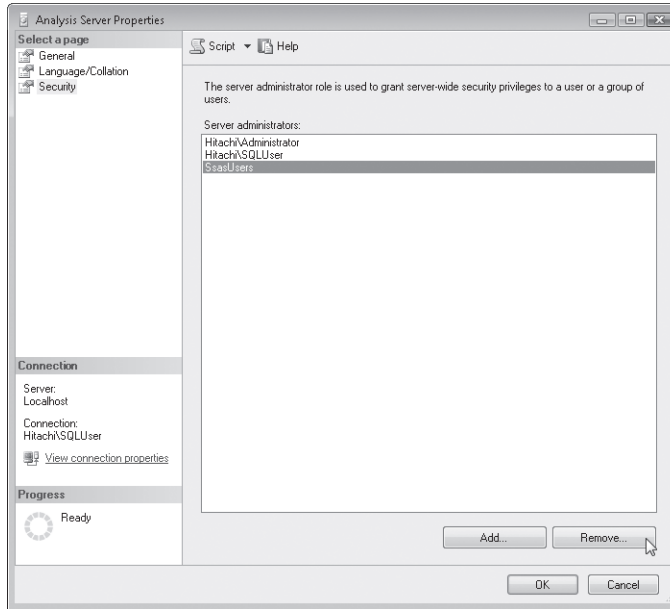 Analysis Server Properties
Select a page
General
Language/Collation
Security
Script
Help
The server administrator role is used to grant server-wide security privileges to a user or a group of
users.
Server administrators:
Hitachi\Administrator
Hitachi\SQLUser
SsasUsers
Connection
Server:
Localhost
Connection:
Hitachi\SQLUser
View connection properties
Progress
Ready
Add...
Remove...
OK
Cancel